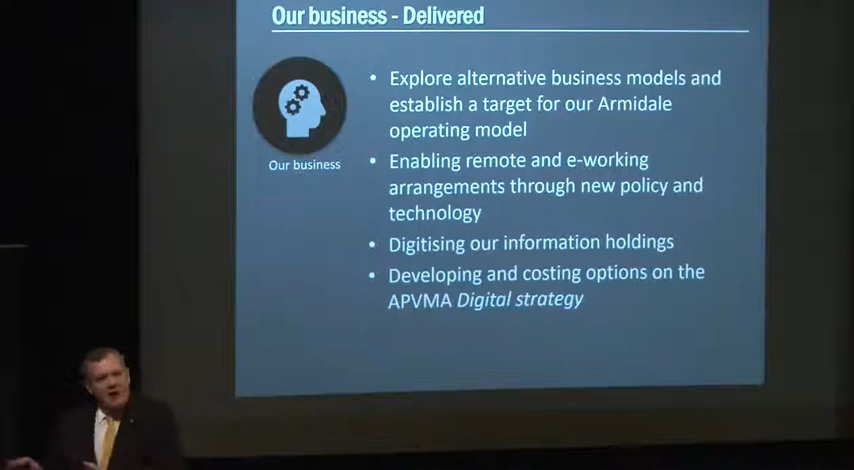 Our business - Delivered
• Explore alternative business models and
establish a target for our Armidale
operating model
Our business
• Enabling remote and e-working
arrangements through new policy and
technology
• Digitising our information holdings
• Developing and costing options on the
APVMA Digital strategy